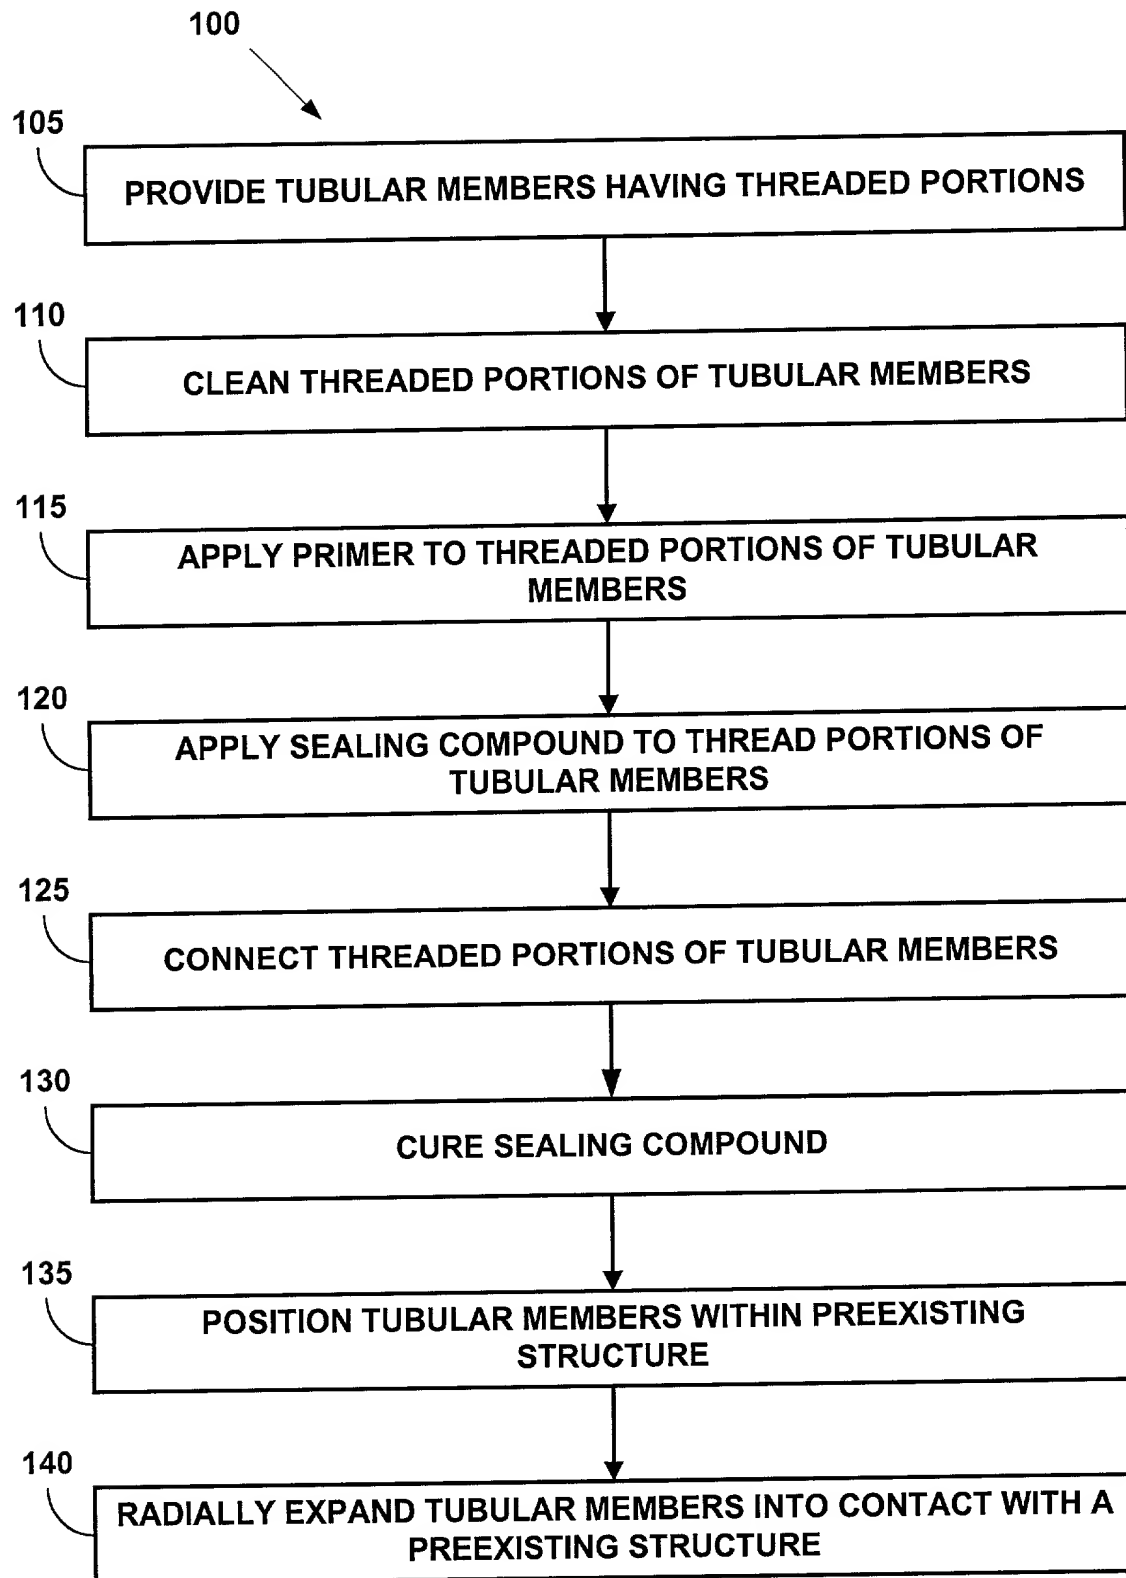 100
105
PROVIDE TUBULAR MEMBERS HAVING THREADED PORTIONS
110
CLEAN THREADED PORTIONS OF TUBULAR MEMBERS
115
APPLY PRIMER TO THREADED PORTIONS OF TUBULAR
MEMBERS
120
APPLY SEALING COMPOUND TO THREAD PORTIONS OF
TUBULAR MEMBERS
125
CONNECT THREADED PORTIONS OF TUBULAR MEMBERS
130
CURE SEALING COMPOUND
135
POSITION TUBULAR MEMBERS WITHIN PREEXISTING
STRUCTURE
140
RADIALLY EXPAND TUBULAR MEMBERS INTO CONTACT WITH A
PREEXISTING STRUCTURE